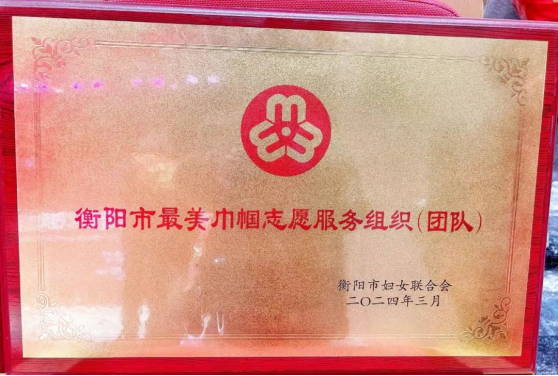 衡阳市最美巾帼志愿服务组织(团队)
衡阳市妇女联合会
二〇二四年三月